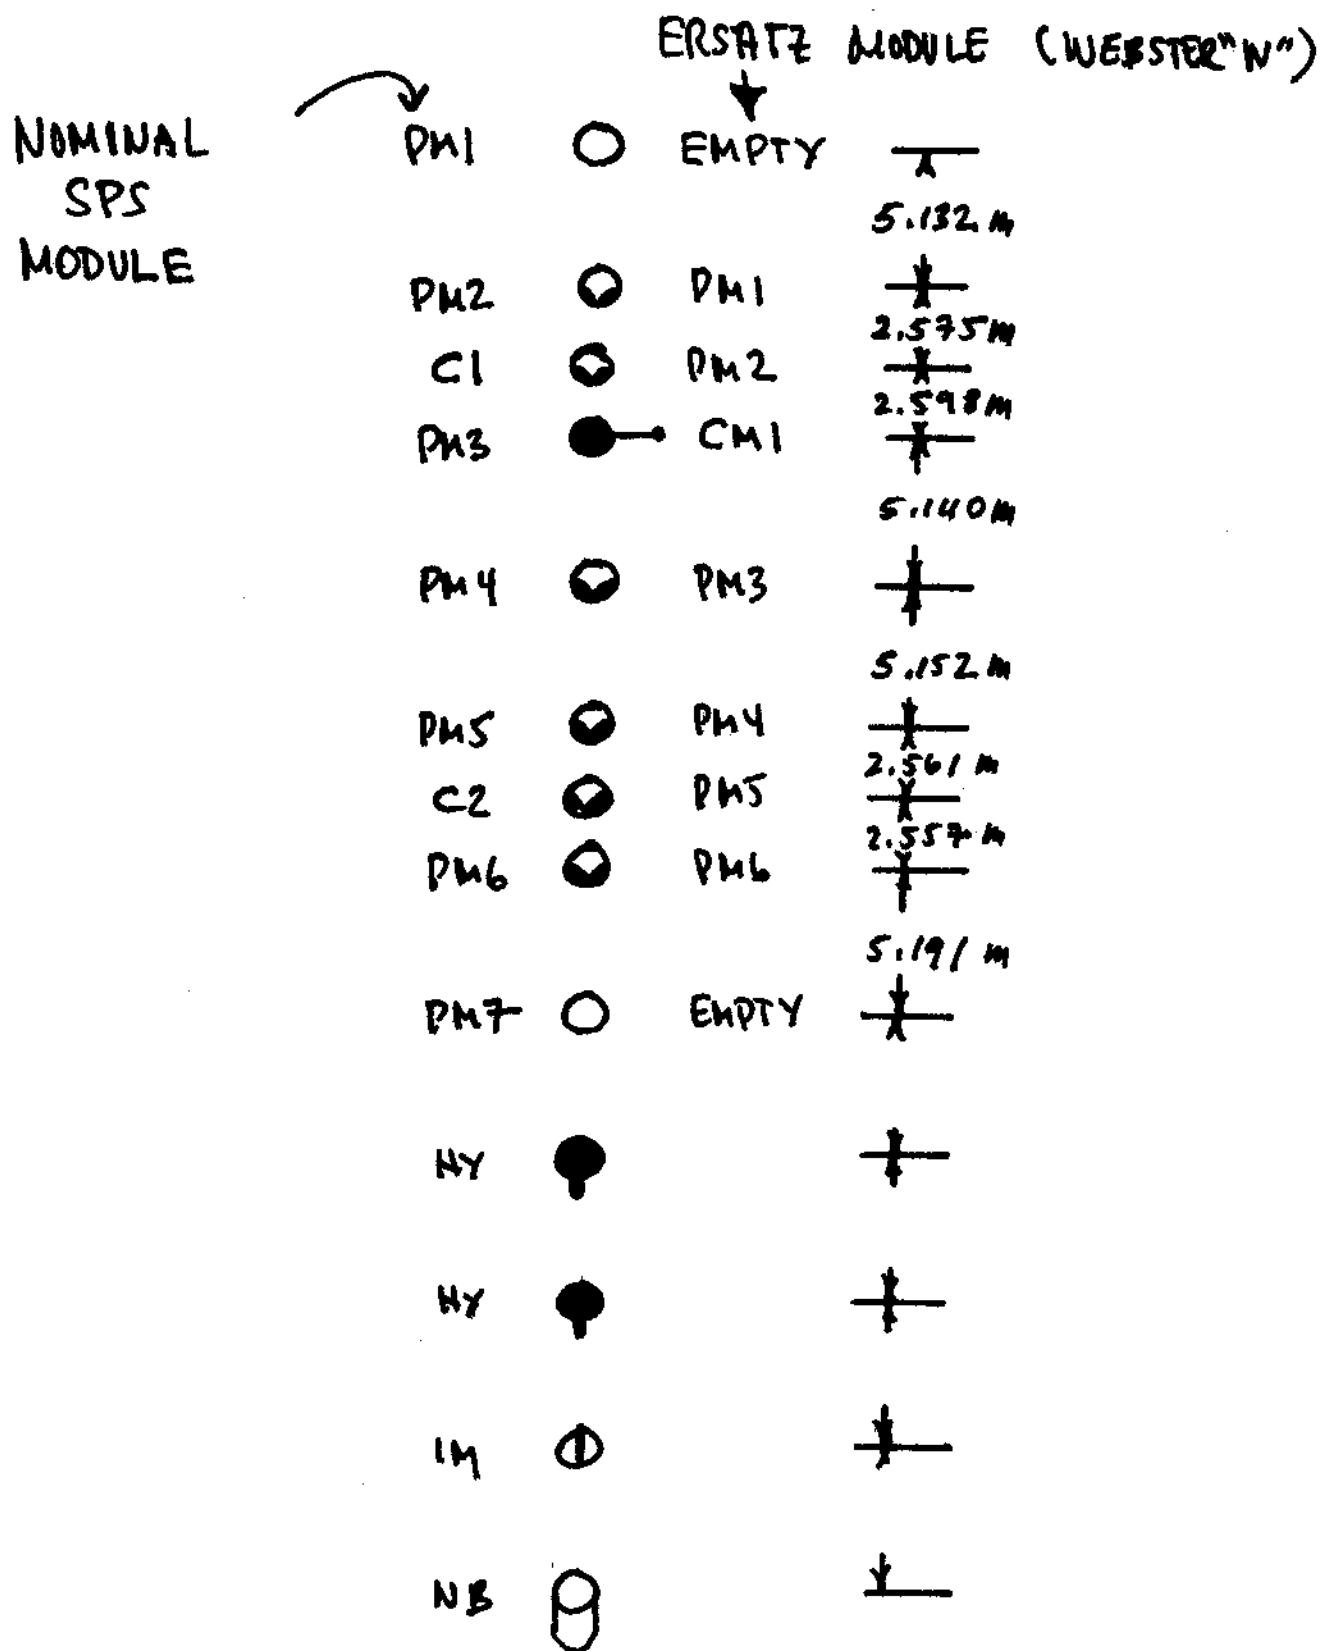 ERSATZ MODULE (WEBSTER "N")
NOMINAL
SPS
MODULE
PM1 EMPTY
5.132 m
PM2 PM1
2.575 m
C1 PM2
2.598 m
PM3 CM1
5.140 m
PM4 PM3
5.152 m
PM5 PM4
2.561 m
C2 PM5
2.557 m
PM6 PM6
5.191 m
PM7 EMPTY
HY
HY
IM
NB